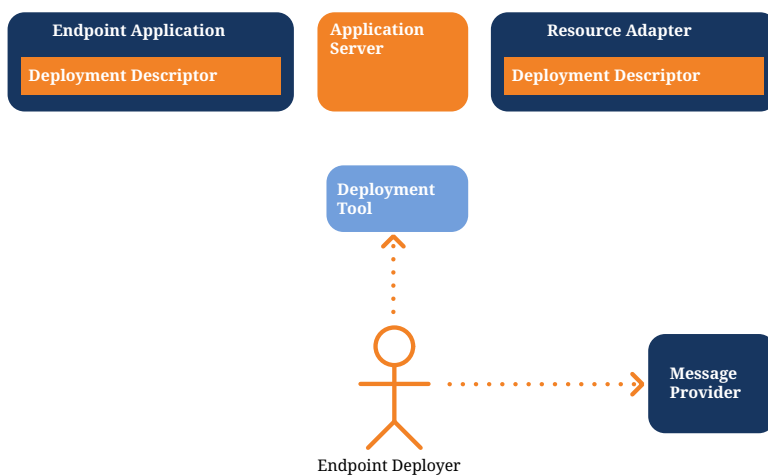 Endpoint Application
Deployment Descriptor
Application
Server
Resource Adapter
Deployment Descriptor
Deployment
Tool
Message
Provider
Endpoint Deployer